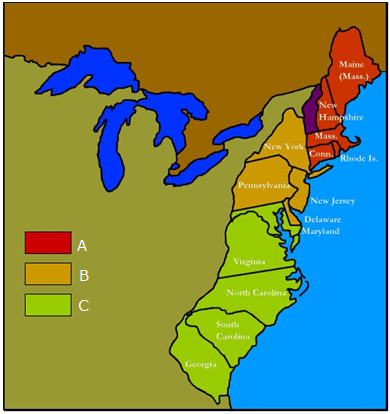 Maine
(Mass.)
New
Hampshire
New York
Mass.
Conn.
Rhode Is.
Pennsylvania
New Jersey
Delaware
Maryland
A
Virginia
B
North Carolina
C
South
Carolina
Georgia